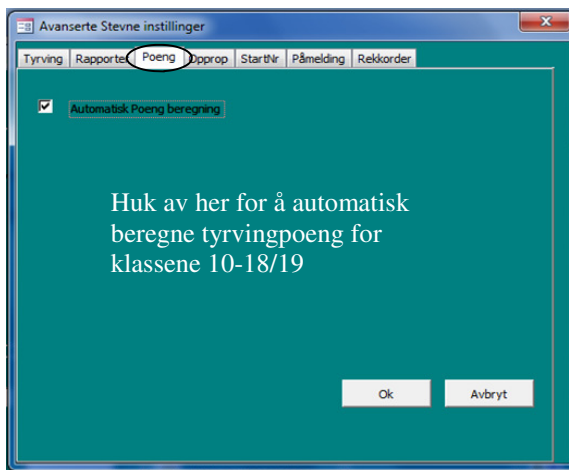 Avanserte Stevne instillinger
Tyrving Rapporter Poeng Opprop StartNr Påmelding Rekkorder
Automatisk Poeng beregning
Huk av her for å automatisk
beregne tyrvingpoeng for
klassene 10-18/19
Ok Avbryt